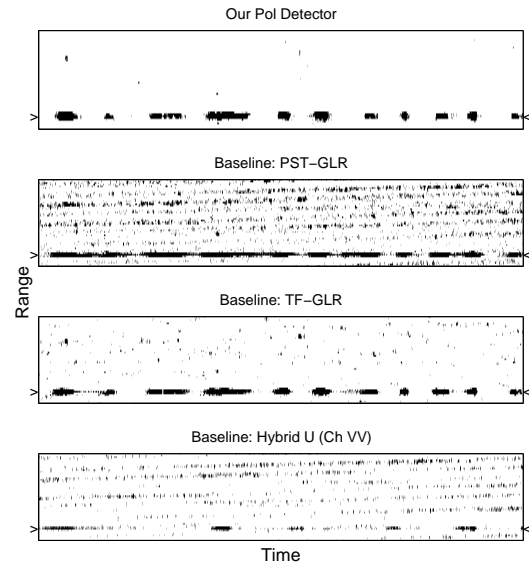 Our Pol Detector
> <
Baseline: PST−GLR
> <
Range
Baseline: TF−GLR
> <
Baseline: Hybrid U (Ch VV)
> <
Time